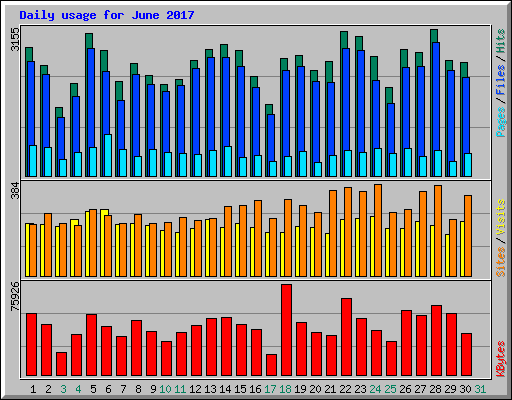 Daily usage for June 2017
3155
Pages/Files/Hits
384
Sites/Visits
75926
KBytes
1 2 3 4 5 6 7 8 9 10 11 12 13 14 15 16 17 18 19 20 21 22 23 24 25 26 27 28 29 30 31